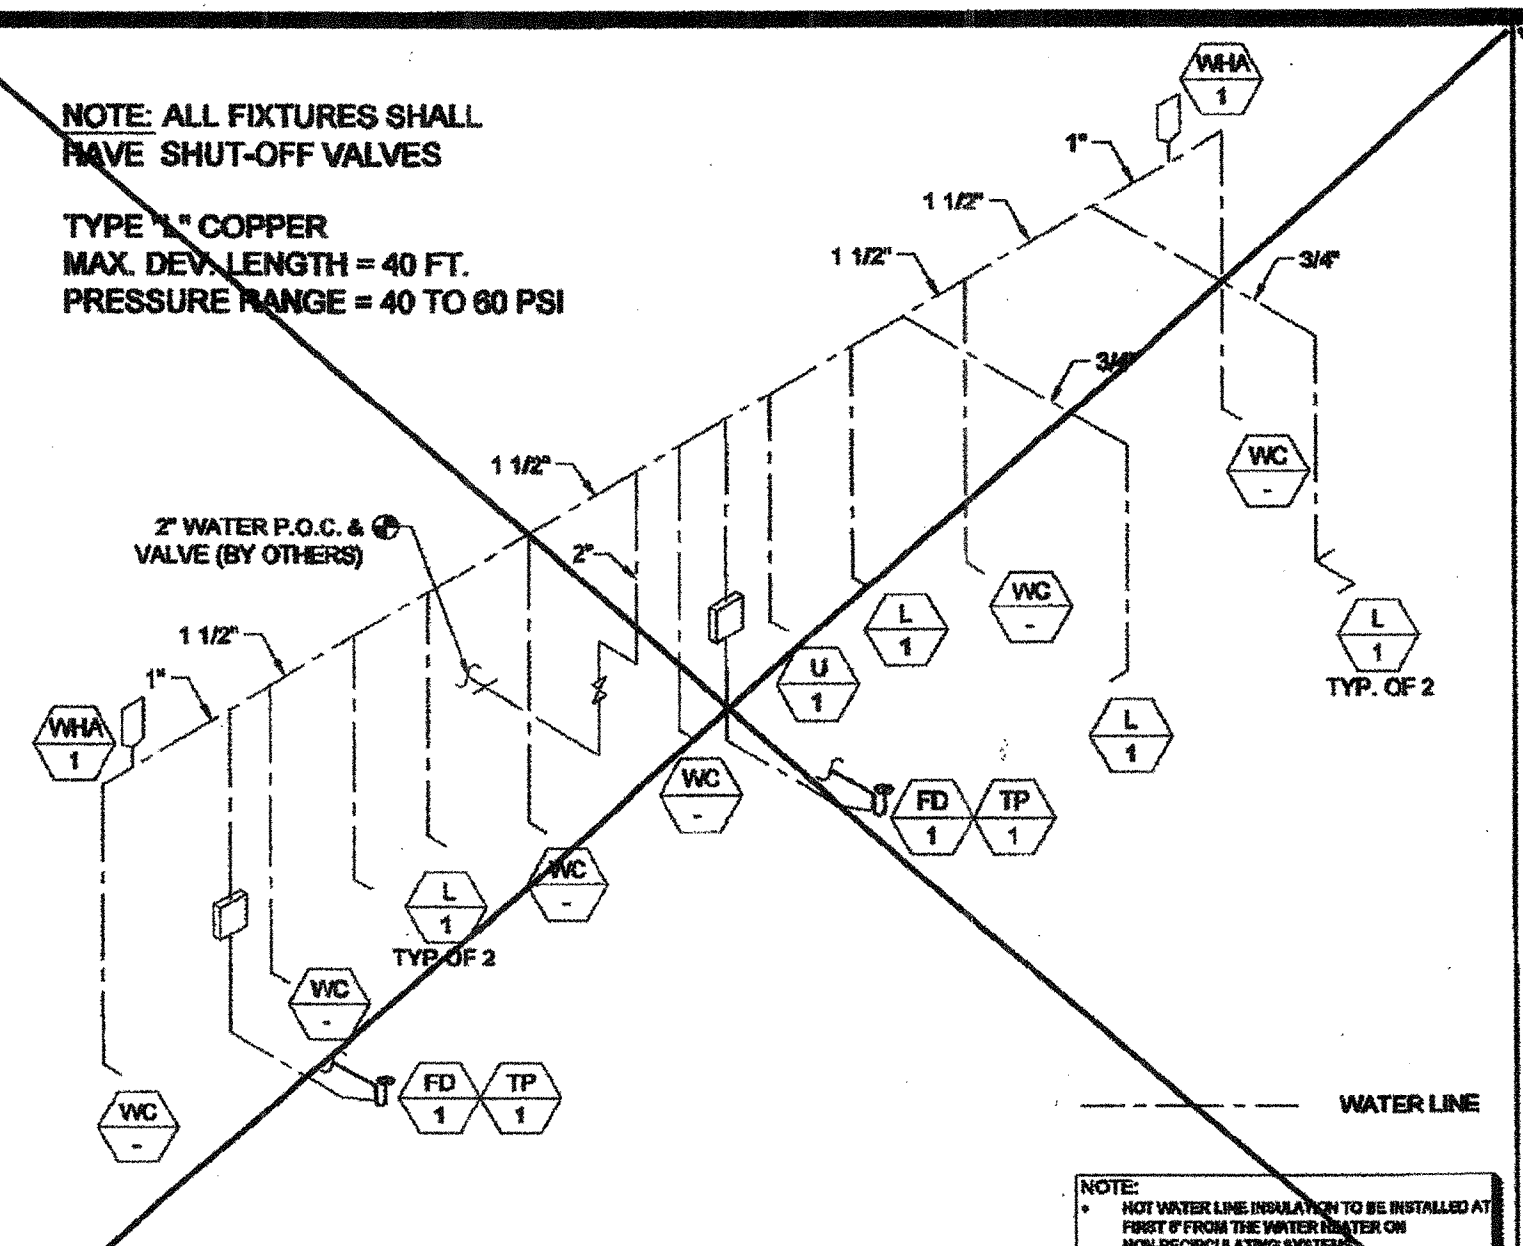 WHA
1
NOTE: ALL FIXTURES SHALL
HAVE SHUT-OFF VALVES
1"
1 1/2"
TYPE "L" COPPER
MAX. DEV. LENGTH = 40 FT.
PRESSURE RANGE = 40 TO 60 PSI
1 1/2"
3/4"
3/4"
1 1/2"
WC
-
2" WATER P.O.C. &
VALVE (BY OTHERS)
2"
WC
-
L
1
L
1
TYP. OF 2
1 1/2"
U
1
1"
WHA
1
L
1
WC
-
FD
1
TP
1
WC
-
L
1
TYP. OF 2
WC
-
FD
1
TP
1
WC
-
WATER LINE
NOTE:
• HOT WATER LINE INSULATION TO BE INSTALLED AT
FIRST 8' FROM THE WATER HEATER ON
NON-RECIRCULATING SYSTEMS